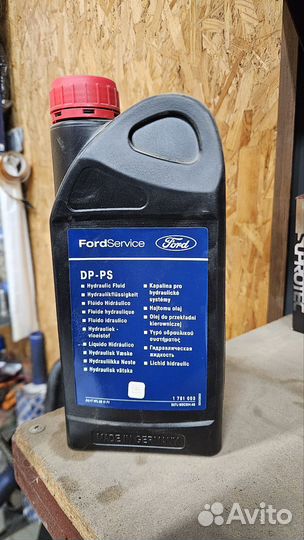 FordService
Ford
DP-PS
Hydraulic Fluid
Hydraulikflüssigkeit
Fluido Hidráulico
Fluide hydraulique
Fluido idraulico
Hydrauliek-
vloeistof
Líquido Hidráulico
Hydraulisk Væske
Hydrauliikka Neste
Hydraulisk vätska
Kapalina pro
hydraulické
systémy
Hajtomu olaj
Olej do przekładni
kierowniczej
Υγρό υδραυλικού
συστήματος
Гидравлическая
жидкость
Lichid hidraulic
1 781 003
MADE IN GERMANY
Avito